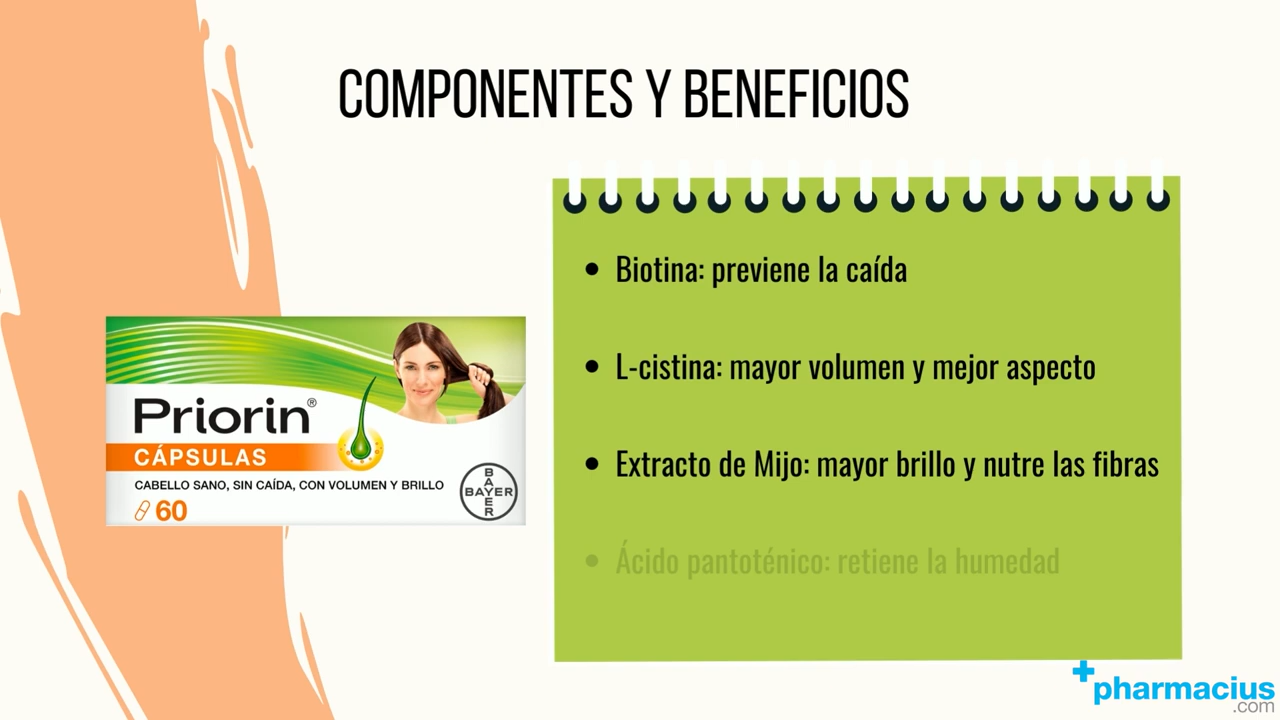 COMPONENTES Y BENEFICIOS
Biotina: previene la caída
L-cistina: mayor volumen y mejor aspecto
Extracto de Mijo: mayor brillo y nutre las fibras
Ácido pantoténico: retiene la humedad
Priorin®
CÁPSULAS
CABELLO SANO, SIN CAÍDA, CON VOLUMEN Y BRILLO
60
BAYER
BAYER
pharmacius
.com